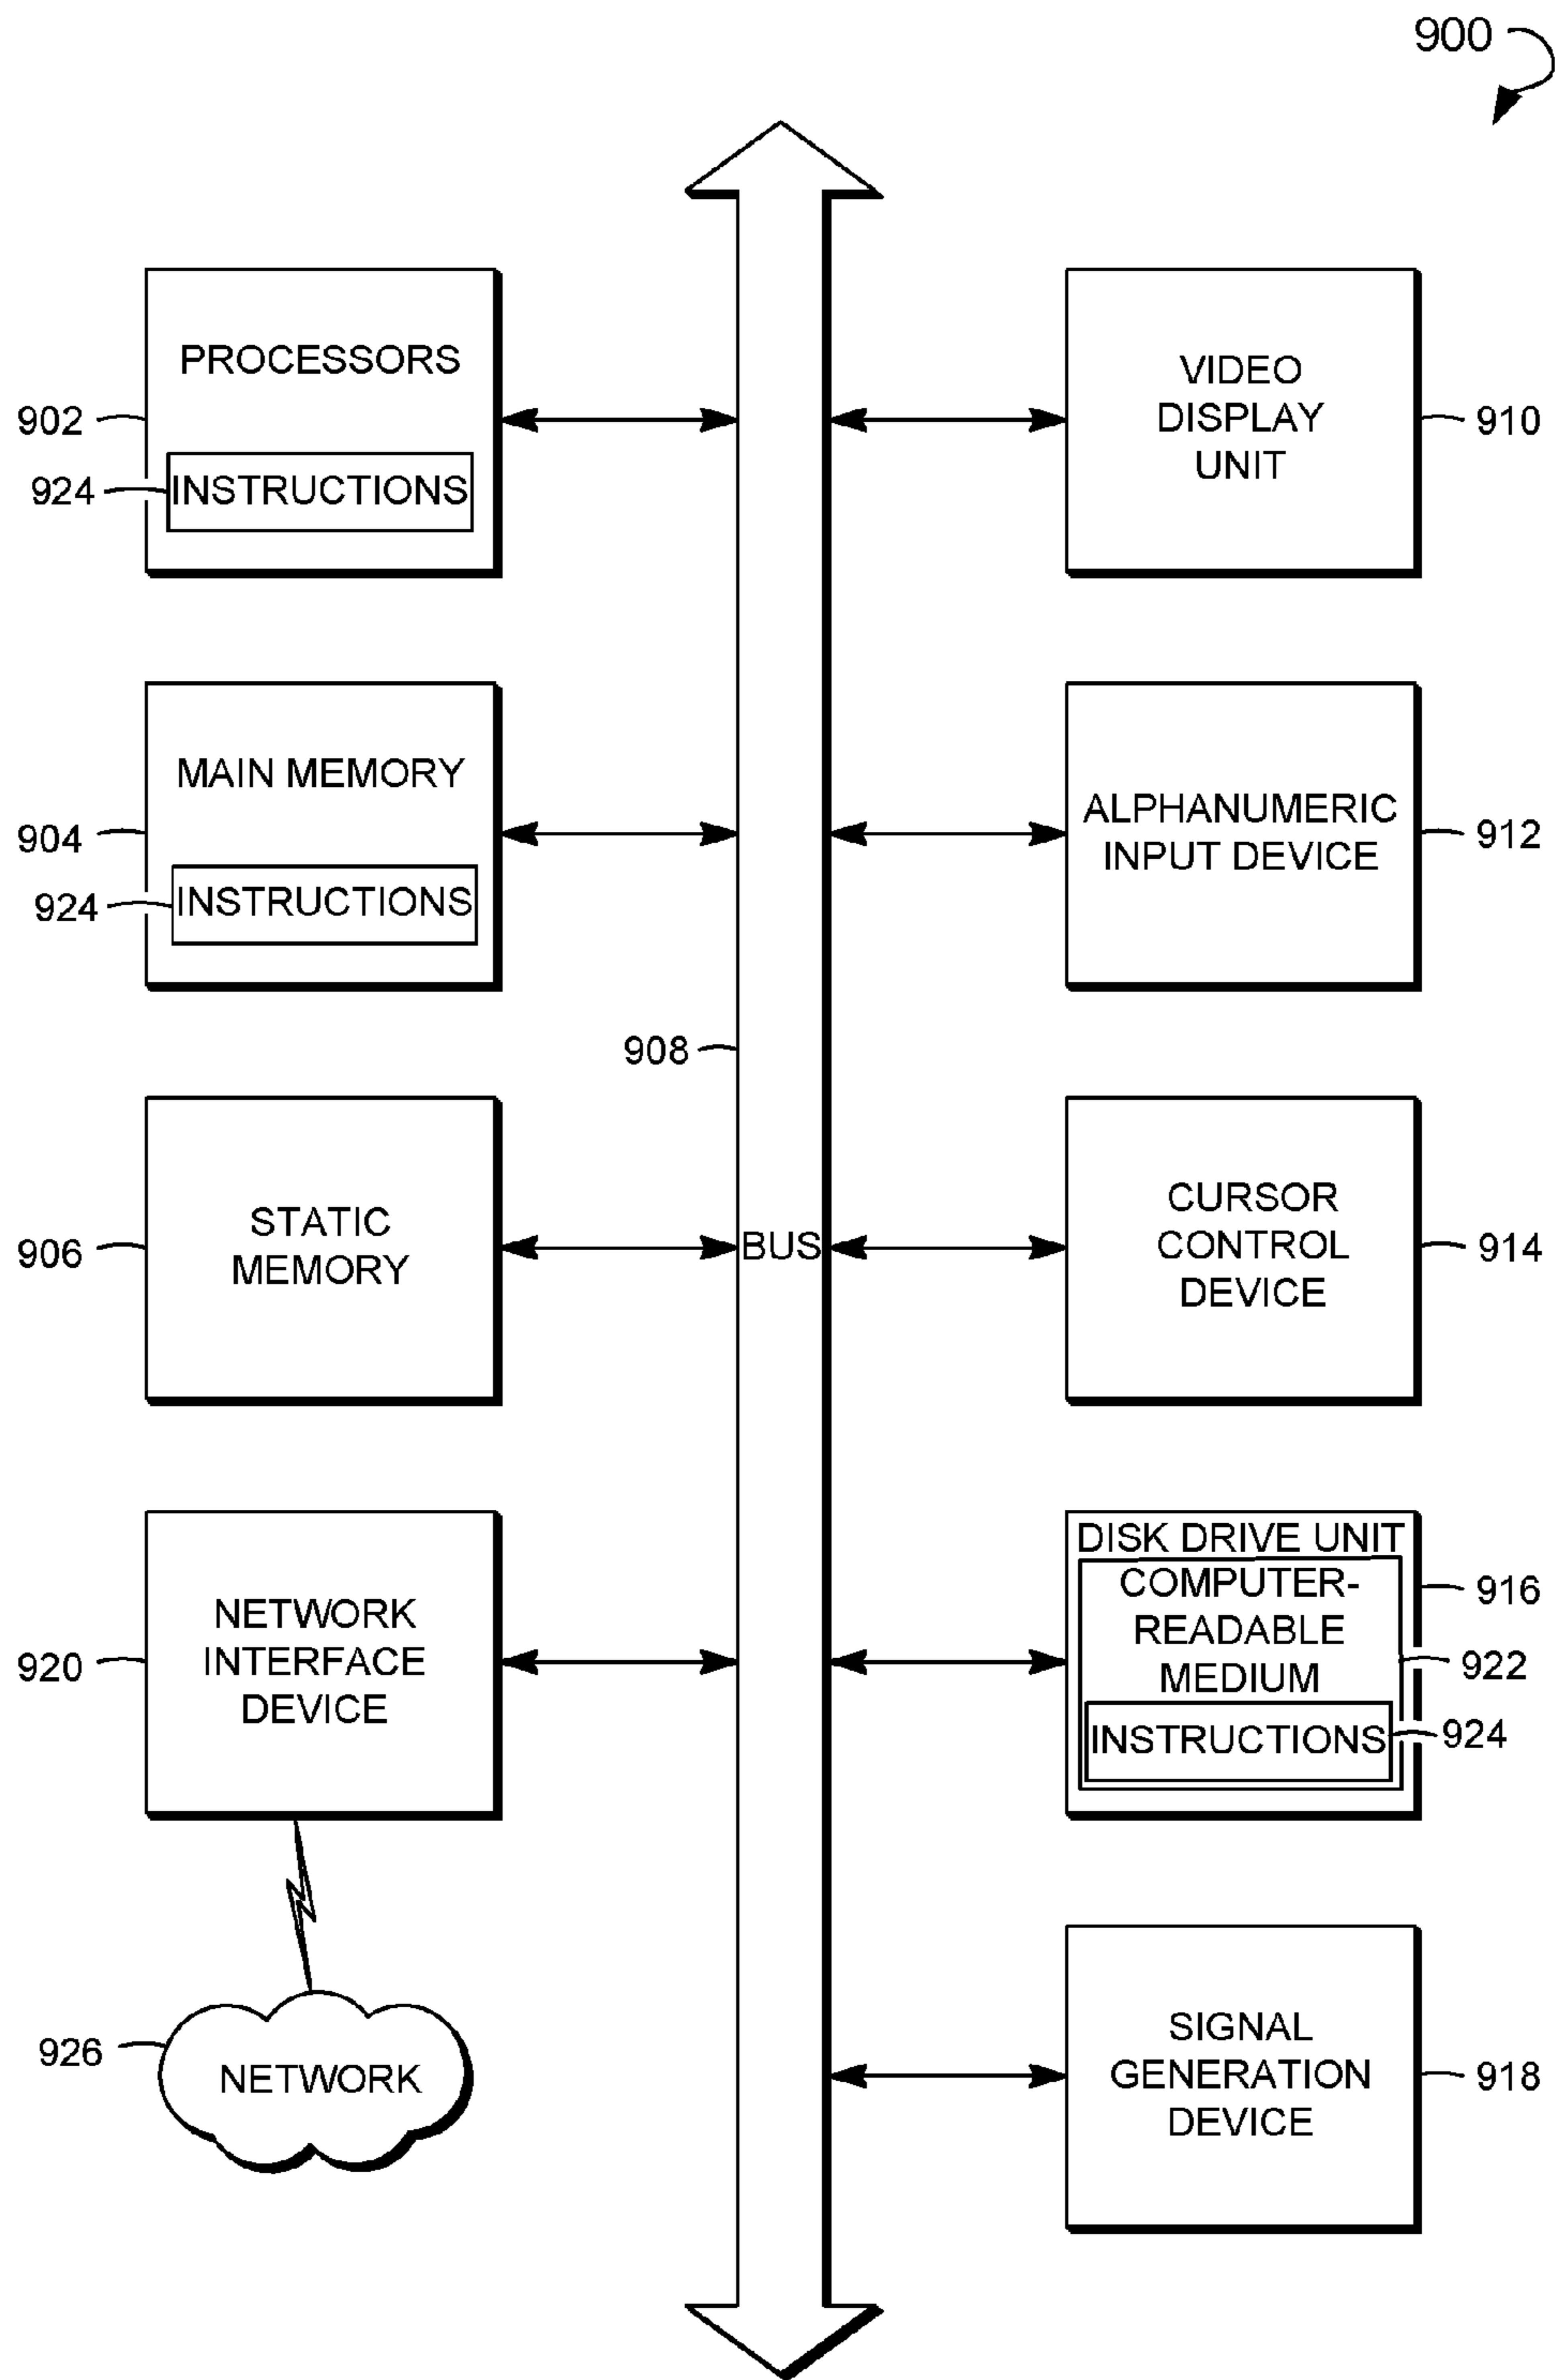 900
PROCESSORS
902
924
INSTRUCTIONS
VIDEO
DISPLAY
UNIT
910
MAIN MEMORY
904
924
INSTRUCTIONS
ALPHANUMERIC
INPUT DEVICE
912
908
STATIC
MEMORY
906
BUS
CURSOR
CONTROL
DEVICE
914
NETWORK
INTERFACE
DEVICE
920
DISK DRIVE UNIT
COMPUTER-
READABLE
MEDIUM
INSTRUCTIONS
916
922
924
926
NETWORK
SIGNAL
GENERATION
DEVICE
918